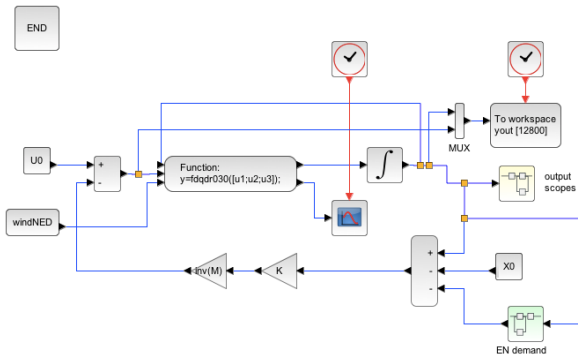 END
To workspace
yout [12800]
MUX
U0
+
-
Function:
y=fdqdr030([u1;u2;u3]);
∫
output
scopes
windNED
+
-
-
X0
Inv(M)
K
EN demand